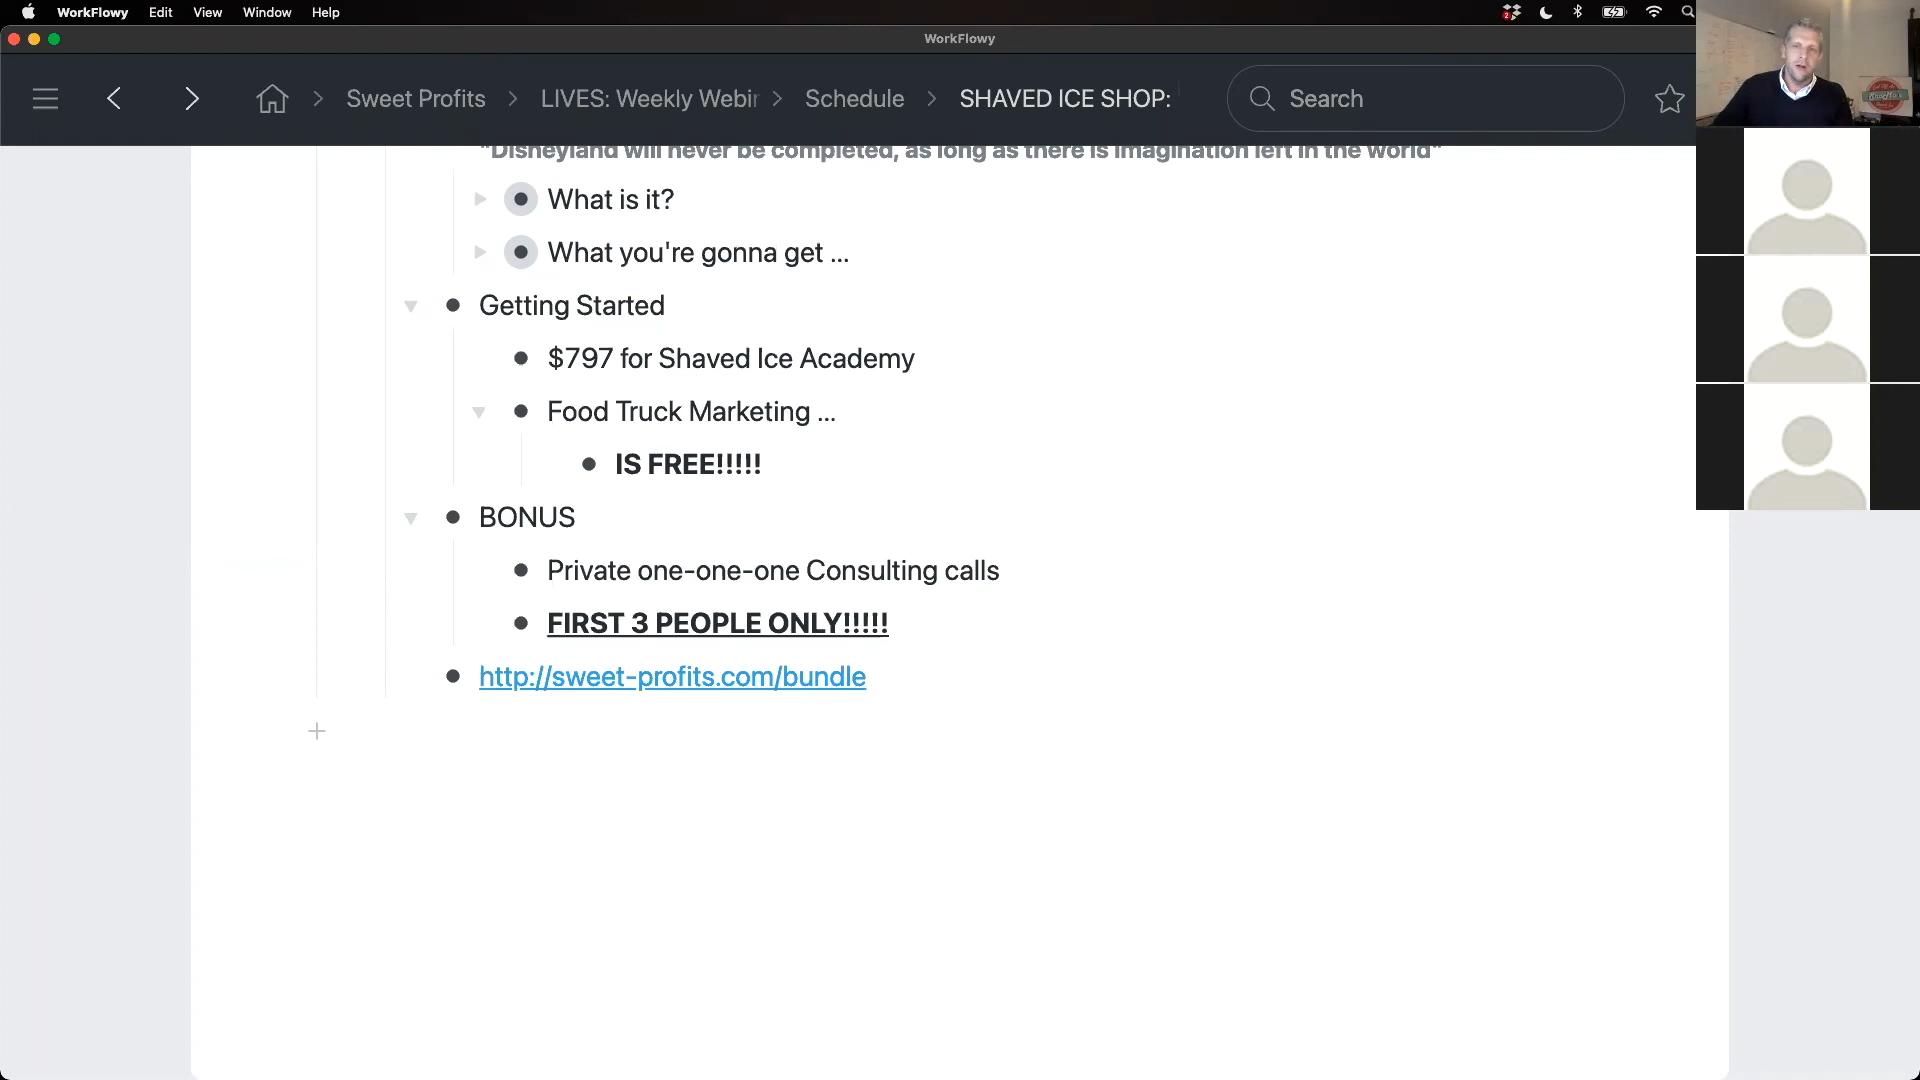 WorkFlowy Edit View Window Help
WorkFlowy
Sweet Profits LIVES: Weekly Webir Schedule SHAVED ICE SHOP: Search
"Disneyland will never be completed, as long as there is imagination left in the world"
What is it?
What you're gonna get ...
Getting Started
$797 for Shaved Ice Academy
Food Truck Marketing ...
IS FREE!!!!!
BONUS
Private one-one-one Consulting calls
FIRST 3 PEOPLE ONLY!!!!!
http://sweet-profits.com/bundle